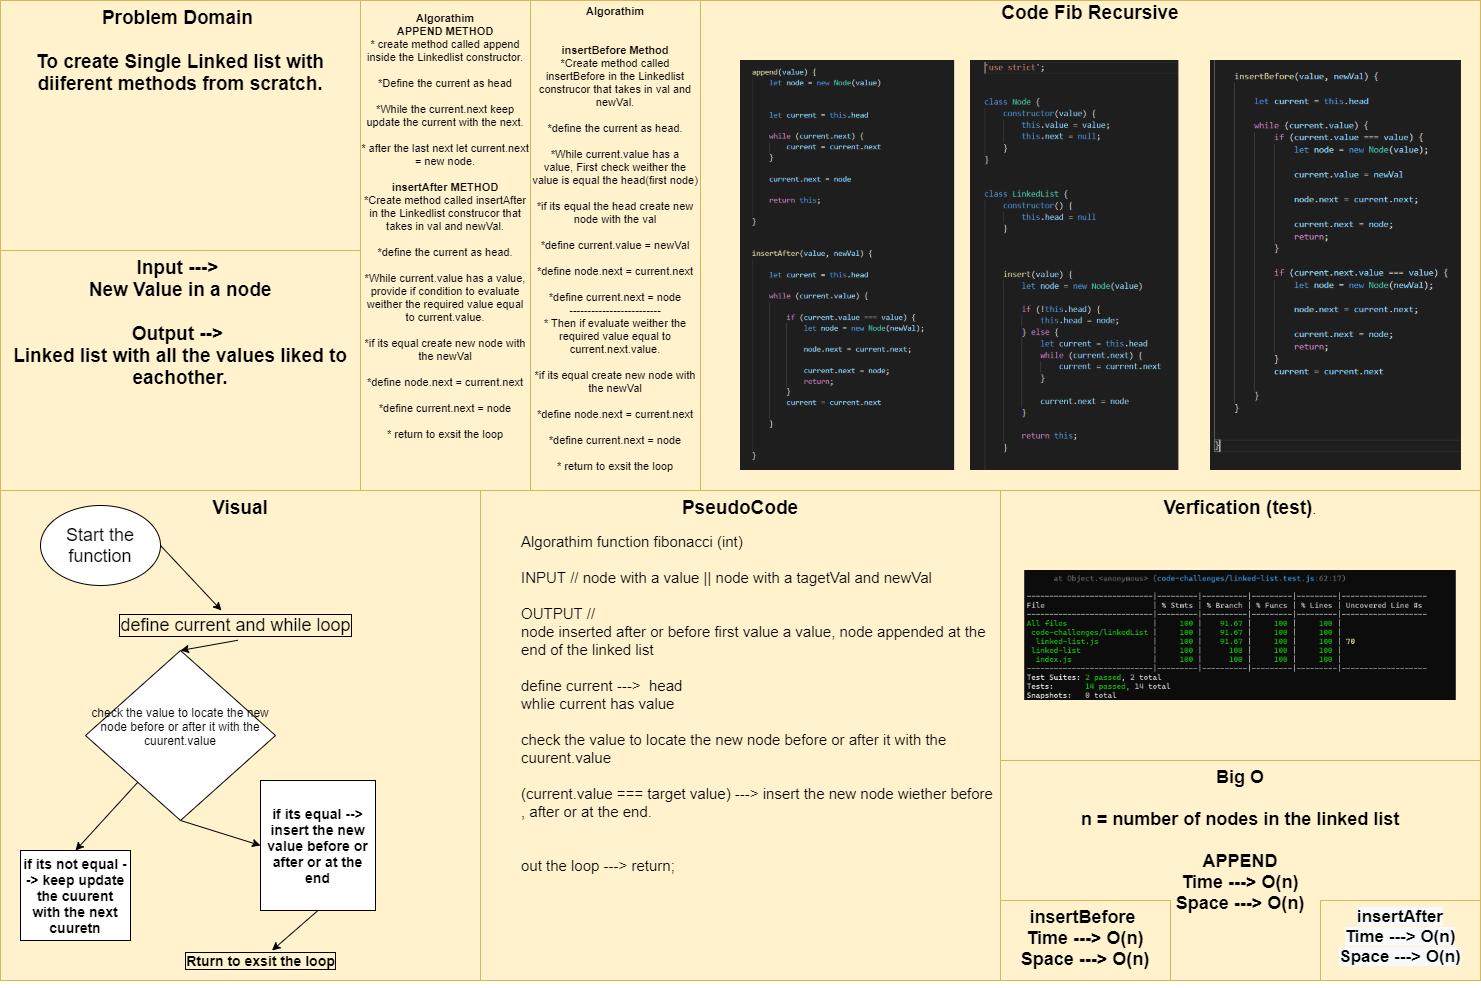 Problem Domain
To create Single Linked list with
diiferent methods from scratch.
Input --->
New Value in a node
Output -->
Linked list with all the values liked to
eachother.
Algorathim
APPEND METHOD
* create method called append
inside the Linkedlist constructor.
*Define the current as head
*While the current.next keep
update the current with the next.
* after the last next let current.next
= new node.
insertAfter METHOD
*Create method called insertAfter
in the Linkedlist construcor that
takes in val and newVal.
*define the current as head.
*While current.value has a value,
provide if condition to evaluate
weither the required value equal
to current.value.
*if its equal create new node with
the newVal
*define node.next = current.next
*define current.next = node
* return to exsit the loop
Algorathim
insertBefore Method
*Create method called
insertBefore in the Linkedlist
construcor that takes in val and
newVal.
*define the current as head.
*While current.value has a
value, First check weither the
value is equal the head(first node)
*if its equal the head create new
node with the val
*define current.value = newVal
*define node.next = current.next
*define current.next = node
-------------------------
* Then if evaluate weither the
required value equal to
current.next.value.
*if its equal create new node with
the newVal
*define node.next = current.next
*define current.next = node
* return to exsit the loop
Code Fib Recursive
append(value) {
let node = new Node(value)
let current = this.head
while (current.next) {
current = current.next
}
current.next = node
return this;
}
insertAfter(value, newVal) {
let current = this.head
while (current.value) {
if (current.value === value) {
let node = new Node(newVal);
node.next = current.next;
current.next = node;
return;
}
current = current.next
}
}
'use strict';
class Node {
constructor(value) {
this.value = value;
this.next = null;
}
}
class LinkedList {
constructor() {
this.head = null
}
insert(value) {
let node = new Node(value)
if (!this.head) {
this.head = node;
} else {
let current = this.head
while (current.next) {
current = current.next
}
current.next = node
}
return this;
}
insertBefore(value, newVal) {
let current = this.head
while (current.value) {
if (current.value === value) {
let node = new Node(value);
current.value = newVal
node.next = current.next;
current.next = node;
return;
}
if (current.next.value === value) {
let node = new Node(newVal);
node.next = current.next;
current.next = node;
return;
}
current = current.next
}
}
}
Visual
Start the
function
define current and while loop
check the value to locate the new
node before or after it with the
cuurent.value
if its equal -->
insert the new
value before or
after or at the
end
if its not equal -
-> keep update
the cuurent
with the next
cuuretn
Rturn to exsit the loop
PseudoCode
Algorathim function fibonacci (int)
INPUT // node with a value || node with a tagetVal and newVal
OUTPUT //
node inserted after or before first value a value, node appended at the
end of the linked list
define current ---> head
whlie current has value
check the value to locate the new node before or after it with the
cuurent.value
(current.value === target value) ---> insert the new node wiether before
, after or at the end.
out the loop ---> return;
Verfication (test).
at Object.<anonymous> (code-challenges/linked-list.test.js:62:17)
File | % Stmts | % Branch | % Funcs | % Lines | Uncovered Line #s
All files | 100 | 91.67 | 100 | 100 |
code-challenges/linkedList | 100 | 91.67 | 100 | 100 |
linked-list.js | 100 | 91.67 | 100 | 100 | 70
linked-list | 100 | 100 | 100 | 100 |
index.js | 100 | 100 | 100 | 100 |
Test Suites: 2 passed, 2 total
Tests: 14 passed, 14 total
Snapshots: 0 total
Big O
n = number of nodes in the linked list
APPEND
Time ---> O(n)
Space ---> O(n)
insertBefore
Time ---> O(n)
Space ---> O(n)
insertAfter
Time ---> O(n)
Space ---> O(n)